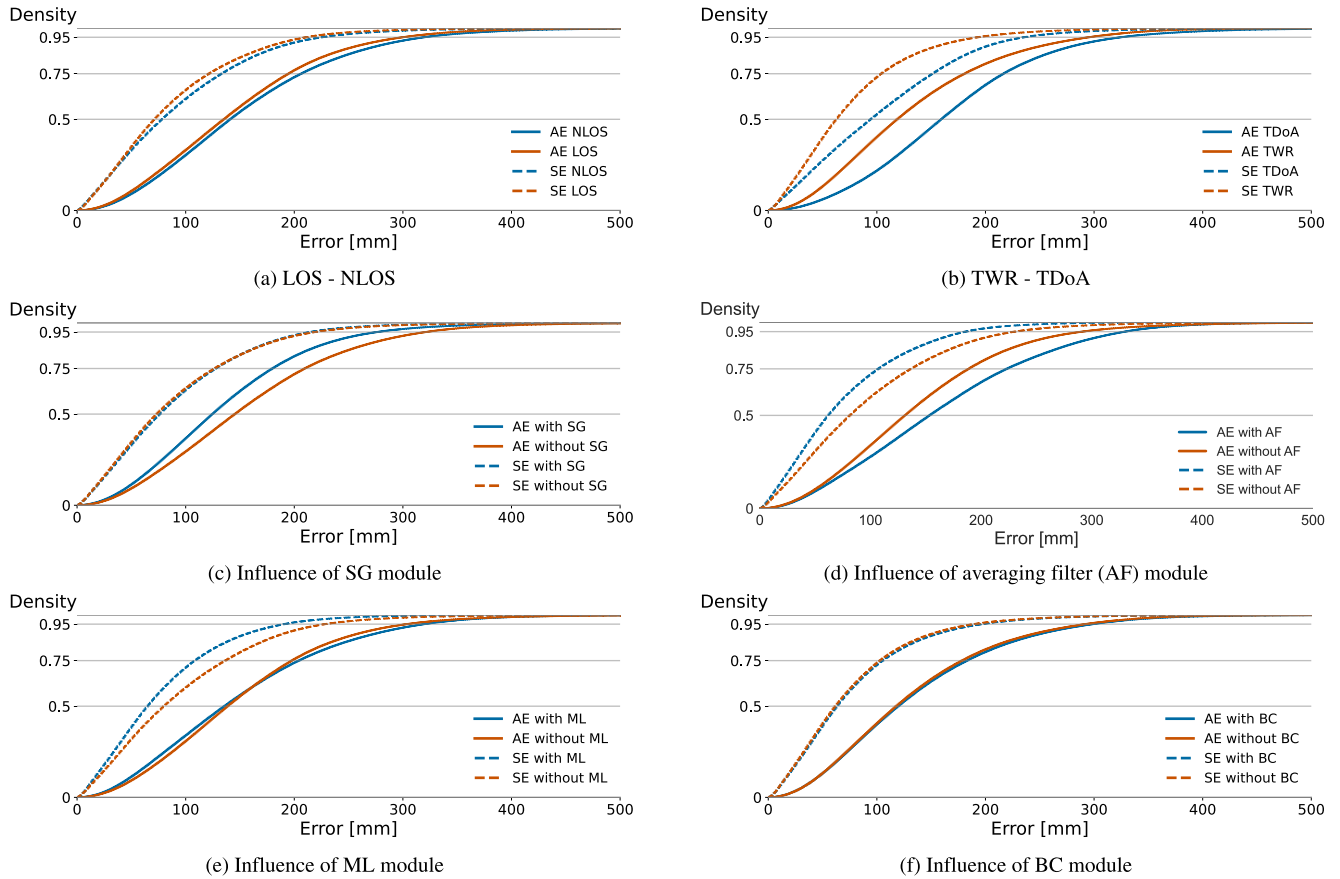 Density
0.95
0.75
0.5
0
AE NLOS
AE LOS
SE NLOS
SE LOS
0 100 200 300 400 500
Error [mm]
(a) LOS - NLOS
Density
0.95
0.75
0.5
0
AE TDoA
AE TWR
SE TDoA
SE TWR
0 100 200 300 400 500
Error [mm]
(b) TWR - TDoA
Density
0.95
0.75
0.5
0
AE with SG
AE without SG
SE with SG
SE without SG
0 100 200 300 400 500
Error [mm]
(c) Influence of SG module
Density
0.95
0.75
0.5
0
AE with AF
AE without AF
SE with AF
SE without AF
0 100 200 300 400 500
Error [mm]
(d) Influence of averaging filter (AF) module
Density
0.95
0.75
0.5
0
AE with ML
AE without ML
SE with ML
SE without ML
0 100 200 300 400 500
Error [mm]
(e) Influence of ML module
Density
0.95
0.75
0.5
0
AE with BC
AE without BC
SE with BC
SE without BC
0 100 200 300 400 500
Error [mm]
(f) Influence of BC module